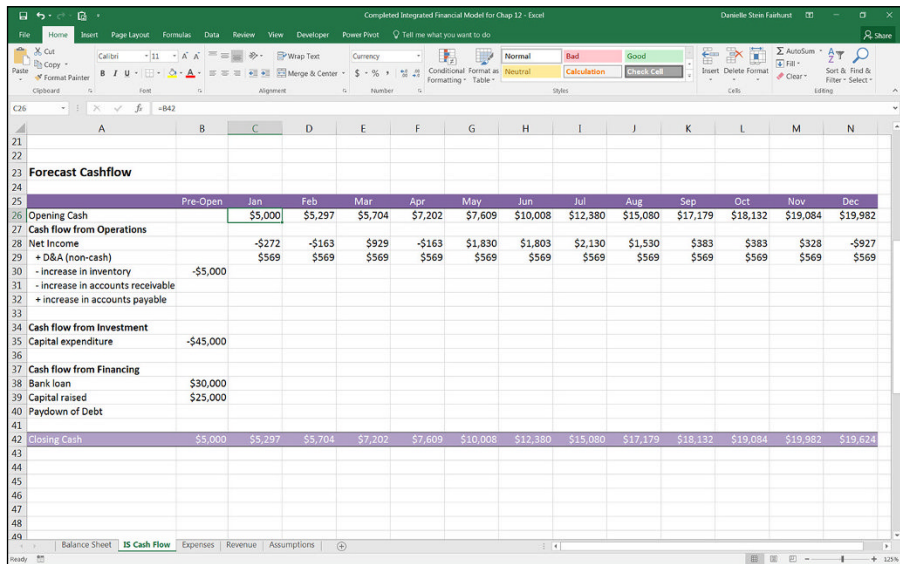 Completed Integrated Financial Model for Chap 12 - Excel
Danielle Stein Fairhurst
File Home Insert Page Layout Formulas Data Review View Developer Power Pivot Tell me what you want to do Share
Cut Calibri 11 Wrap Text Currency Normal Bad Good AutoSum
Copy Fill
Paste Format Painter B I U Merge & Center $ % Conditional Formatting Format as Table Neutral Calculation Check Cell Insert Delete Format Clear Sort & Filter Find & Select
Clipboard Font Alignment Number Styles Cells Editing
C26 fx =B42
A B C D E F G H I J K L M N
21
22
23 Forecast Cashflow
24
25 Pre-Open Jan Feb Mar Apr May Jun Jul Aug Sep Oct Nov Dec
26 Opening Cash $5,000 $5,297 $5,704 $7,202 $7,609 $10,008 $12,380 $15,080 $17,179 $18,132 $19,084 $19,982
27 Cash flow from Operations
28 Net Income -$272 -$163 $929 -$163 $1,830 $1,803 $2,130 $1,530 $383 $383 $328 -$927
29 + D&A (non-cash) $569 $569 $569 $569 $569 $569 $569 $569 $569 $569 $569 $569
30 - increase in inventory -$5,000
31 - increase in accounts receivable
32 + increase in accounts payable
33
34 Cash flow from Investment
35 Capital expenditure -$45,000
36
37 Cash flow from Financing
38 Bank loan $30,000
39 Capital raised $25,000
40 Paydown of Debt
41
42 Closing Cash $5,000 $5,297 $5,704 $7,202 $7,609 $10,008 $12,380 $15,080 $17,179 $18,132 $19,084 $19,982 $19,624
43
44
45
46
47
48
49
Balance Sheet IS Cash Flow Expenses Revenue Assumptions
Ready 125%